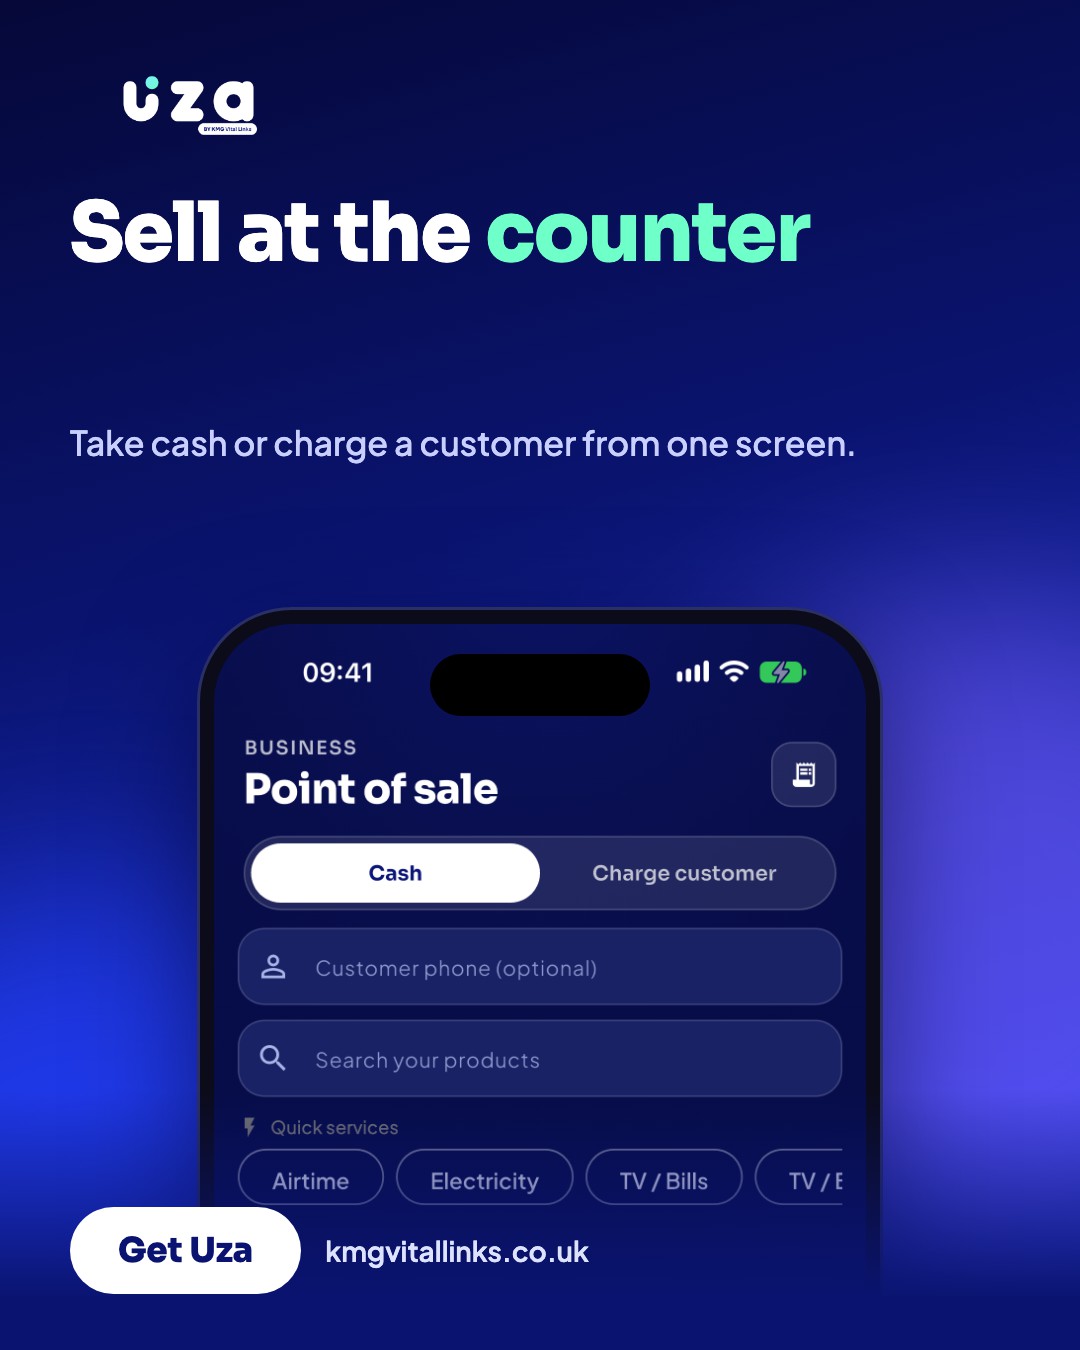 uza
BY KMG Vital Links
Sell at the counter
Take cash or charge a customer from one screen.
09:41
BUSINESS
Point of sale
Cash
Charge customer
Customer phone (optional)
Search your products
Quick services
Airtime
Electricity
TV / Bills
TV / B
Get Uza
kmgvitallinks.co.uk